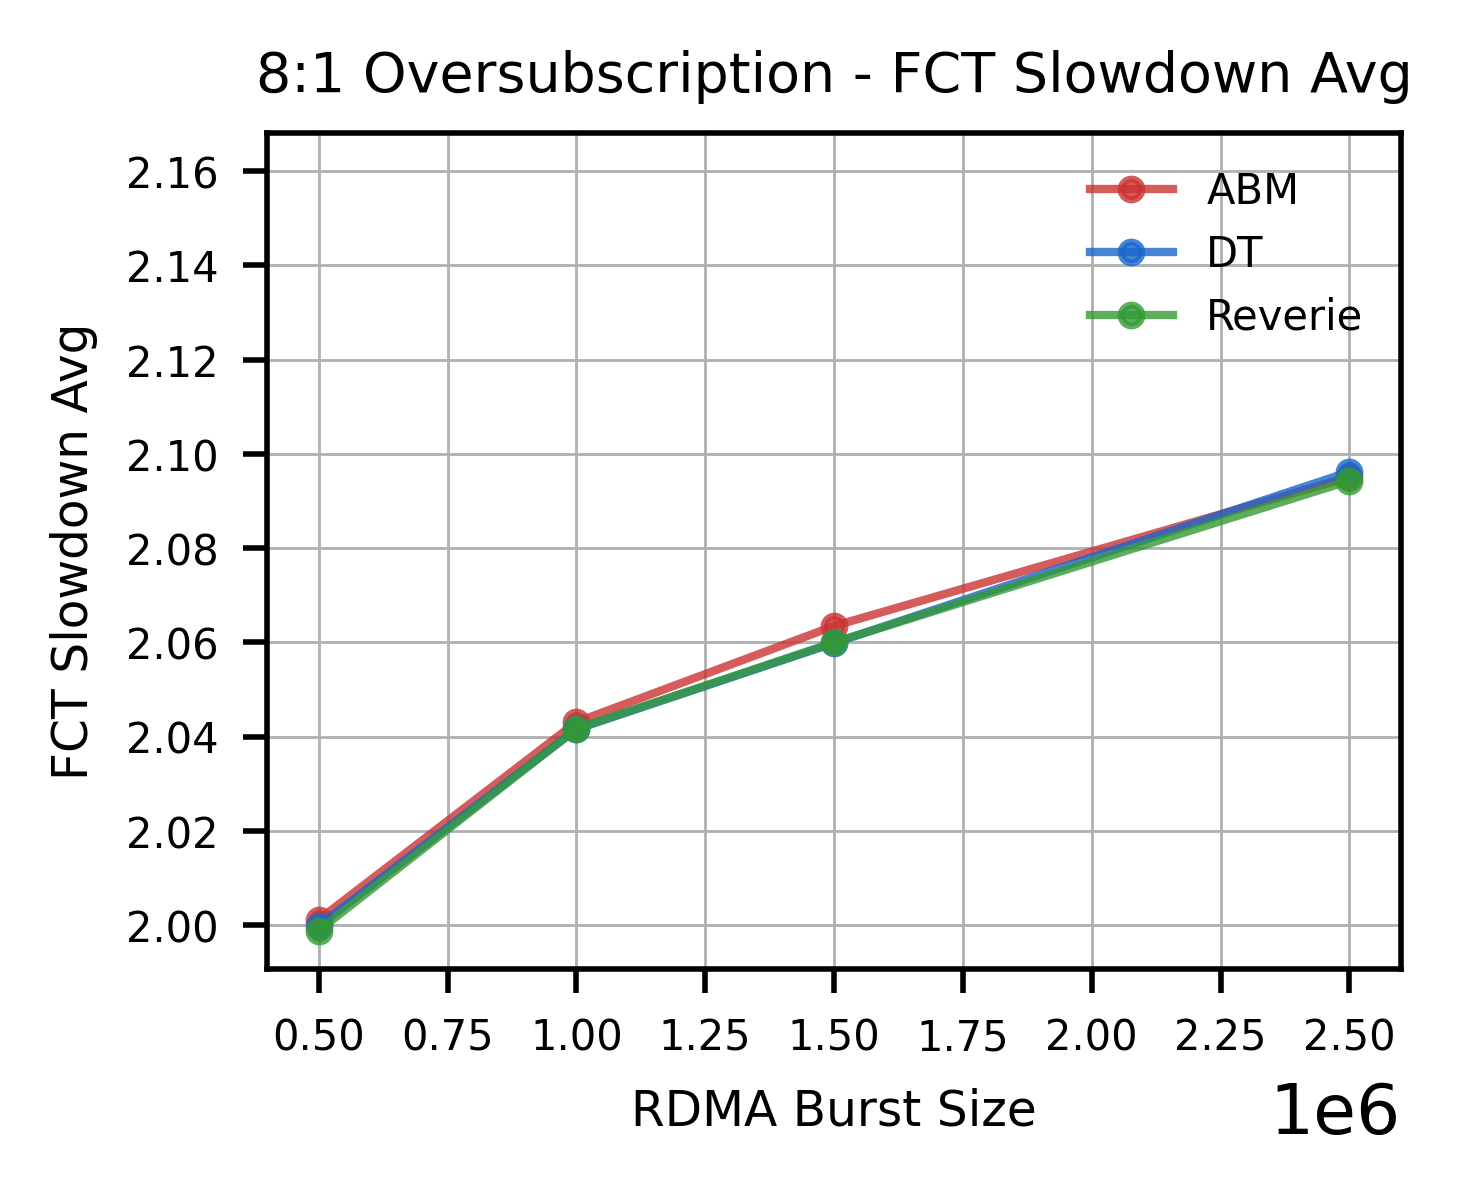 8:1 Oversubscription - FCT Slowdown Avg
FCT Slowdown Avg
2.16
2.14
2.12
2.10
2.08
2.06
2.04
2.02
2.00
ABM
DT
Reverie
0.50 0.75 1.00 1.25 1.50 1.75 2.00 2.25 2.50
RDMA Burst Size
1e6